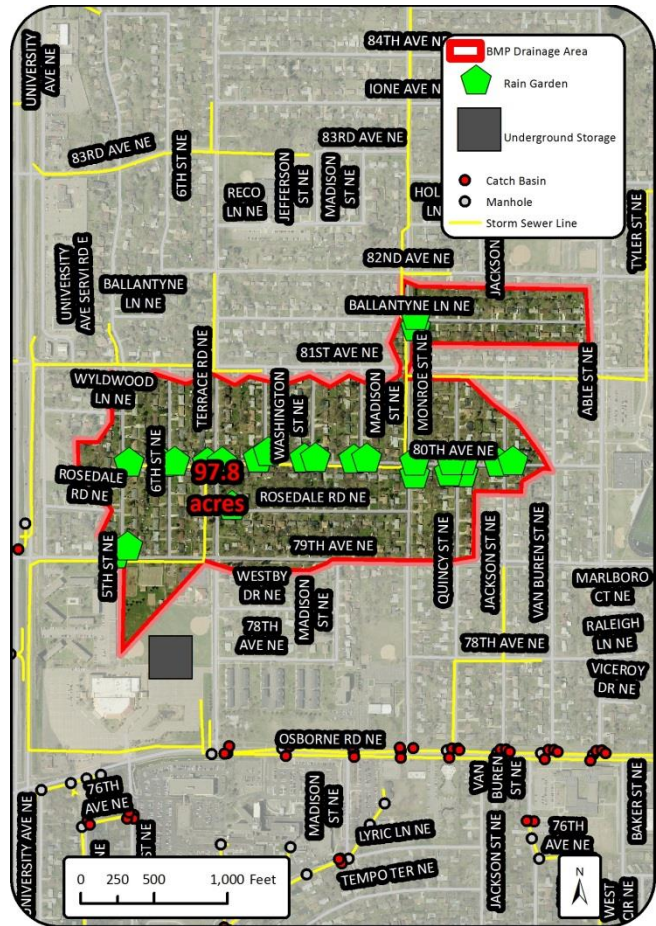 84TH AVE NE
BMP Drainage Area
UNIVERSITY
AVE NE
Rain Garden
IONE AVE NE
83RD AVE NE
Underground Storage
83RD AVE NE
6TH ST NE
RECO
LN NE
JEFFERSON
ST NE
MADISON
ST NE
HOL
LN
Catch Basin
Manhole
Storm Sewer Line
TYLER ST NE
82ND AVE NE
JACKSON
UNIVERSITY
AVE SERV RD E
BALLANTYNE
LN NE
BALLANTYNE LN NE
81ST AVE NE
TERRACE RD NE
WASHINGTON
ST NE
MADISON
ST NE
MONROE ST NE
ABLE ST NE
WYLDWOOD
LN NE
6TH ST NE
80TH AVE NE
ROSEDALE
RD NE
97.8
acres
ROSEDALE RD NE
5TH ST NE
79TH AVE NE
QUINCY ST NE
JACKSON ST NE
VAN BUREN ST NE
WESTBY
DR NE
MADISON
ST NE
MARLBORO
CT NE
78TH
AVE NE
RALEIGH
LN NE
78TH AVE NE
VICEROY
DR NE
OSBORNE RD NE
VAN
BUREN
ST NE
BAKER ST NE
UNIVERSITY AVE NE
76TH
AVE NE
NE
ST NE
MADISON
ST NE
LYRIC LN NE
TEMPO TER NE
JACKSON ST NE
76TH
AVE NE
WEST
CIR NE
0 250 500 1,000 Feet
N